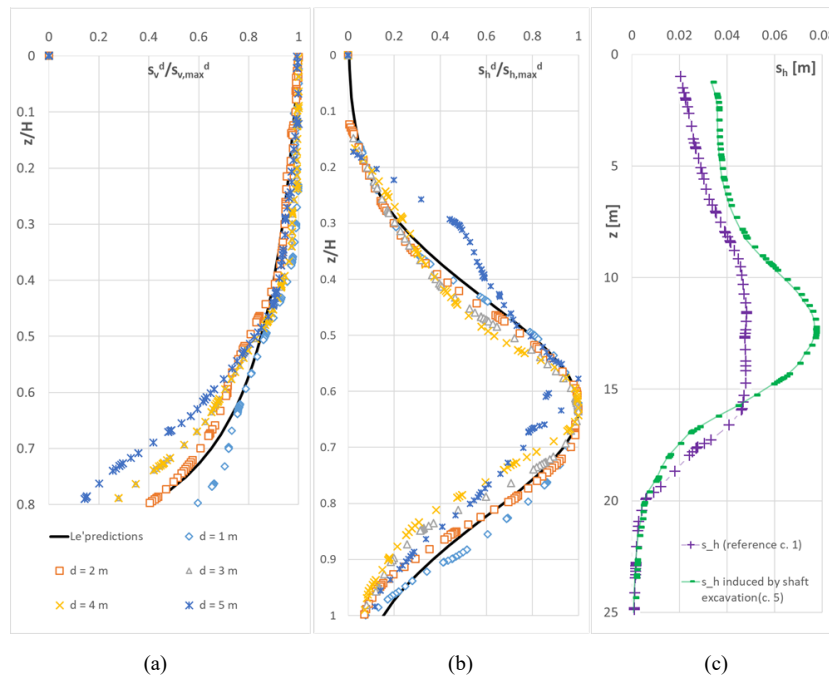 0 0.2 0.4 0.6 0.8 1
s_v^d/s_v,max^d
0
0.1
0.2
0.3
0.4
0.5
0.6
0.7
0.8
z/H
Le'predictions
d = 1 m
d = 2 m
d = 3 m
d = 4 m
d = 5 m
(a)
0 0.2 0.4 0.6 0.8 1
s_h^d/s_h,max^d
0
0.1
0.2
0.3
0.4
0.5
0.6
0.7
0.8
0.9
1
z/H
(b)
0 0.02 0.04 0.06 0.08
s_h [m]
0
5
10
15
20
25
z [m]
s_h (reference c. 1)
s_h induced by shaft
excavation(c. 5)
(c)